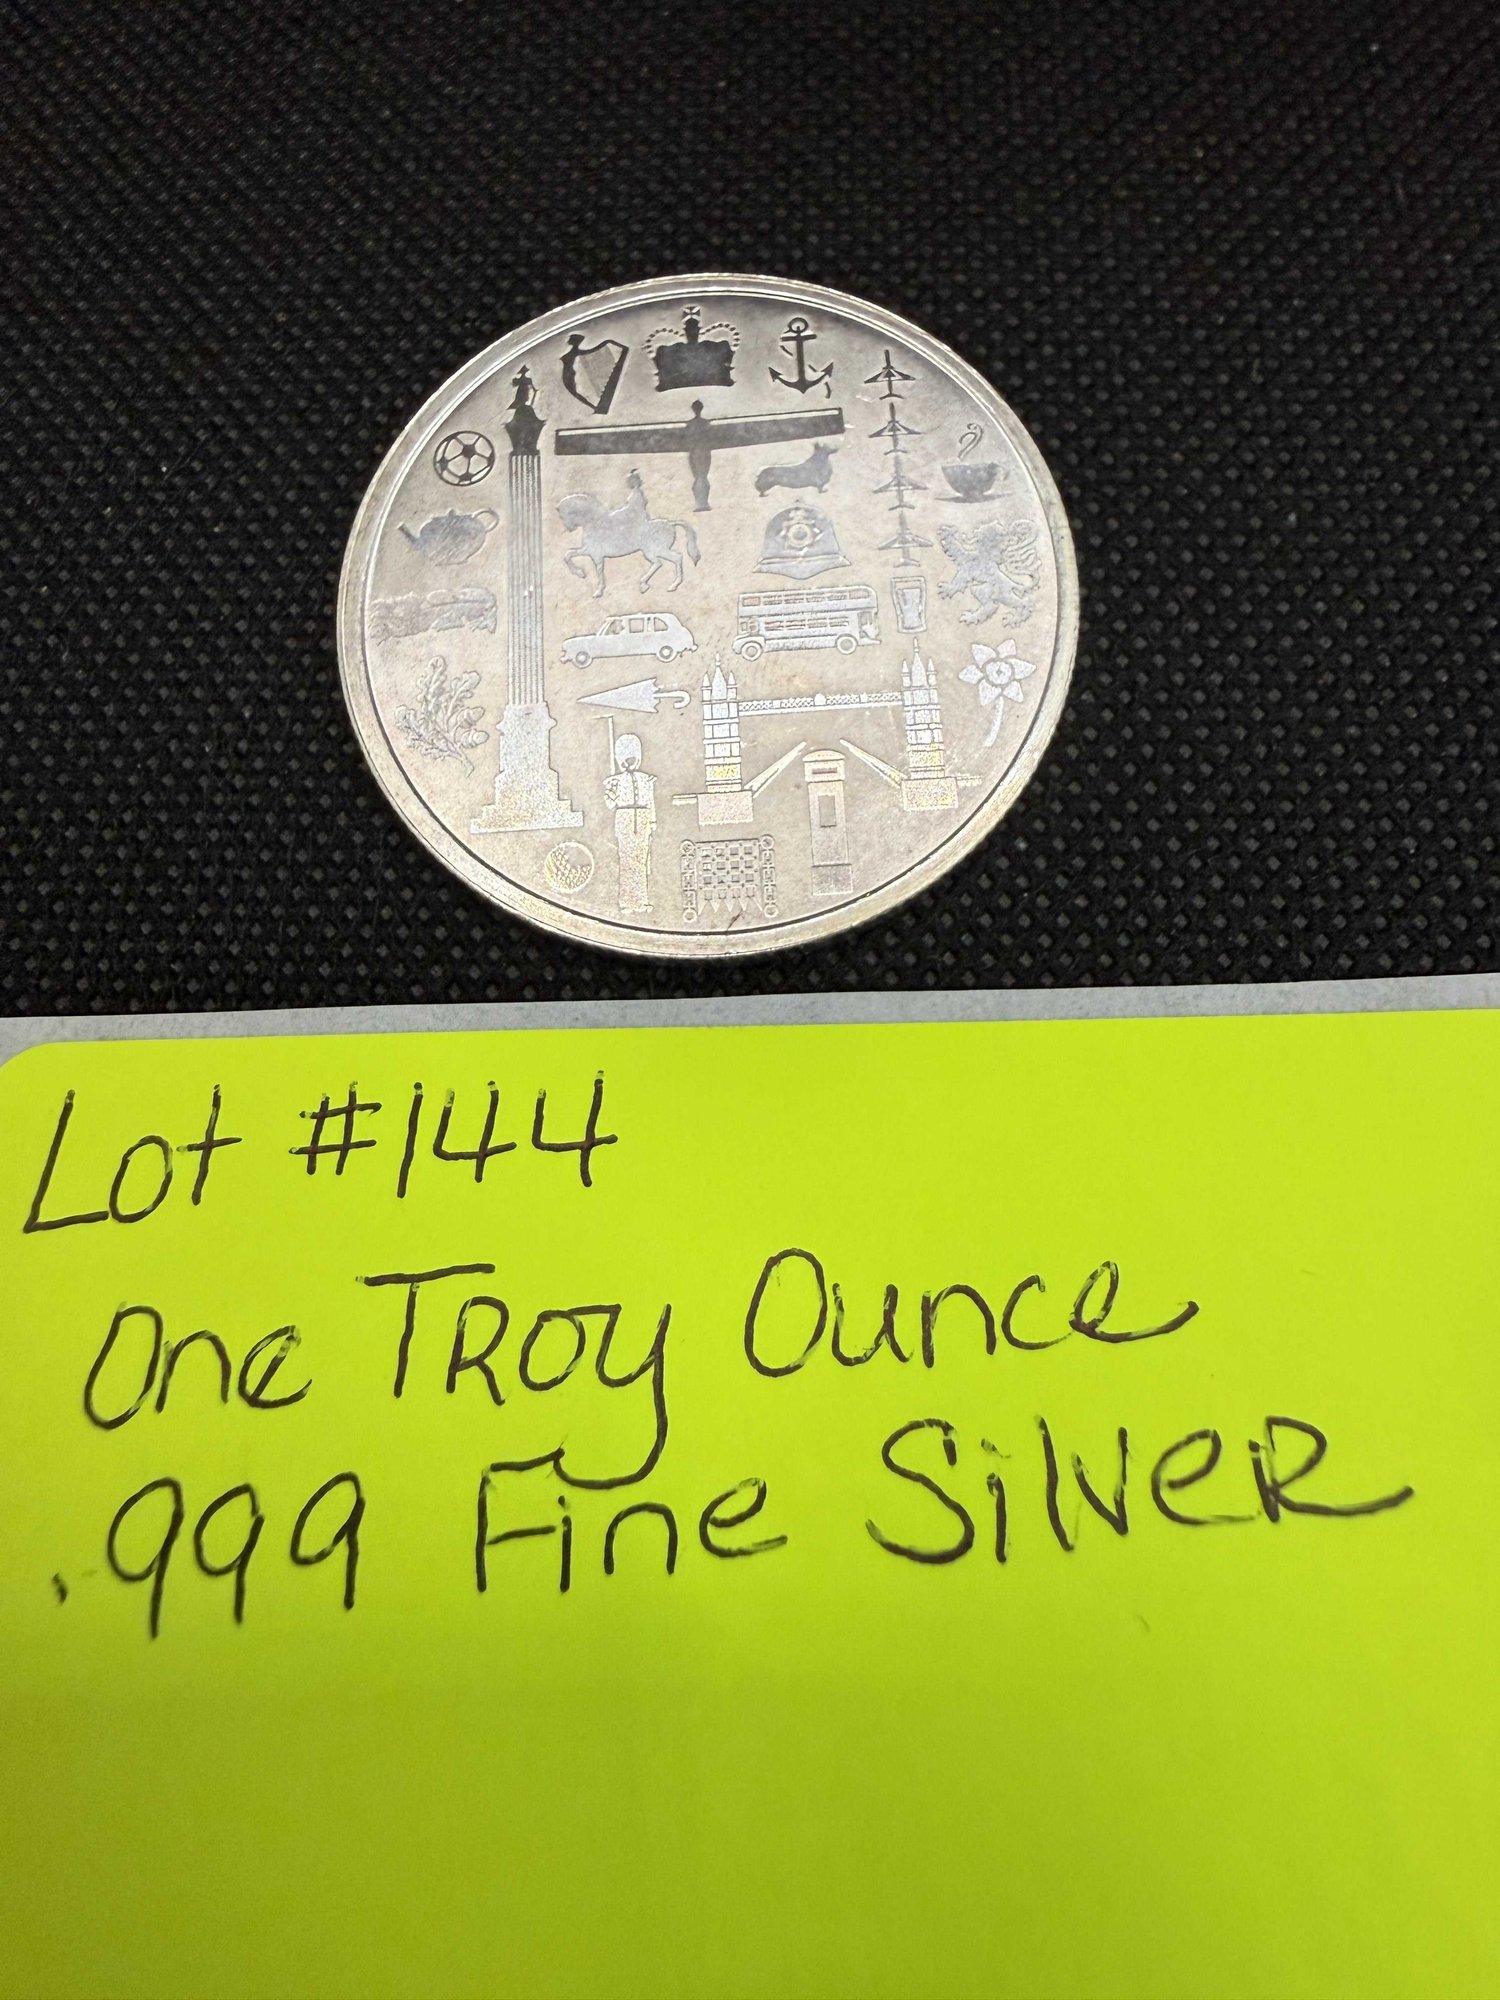 Lot #144
One Troy Ounce
.999 Fine Silver